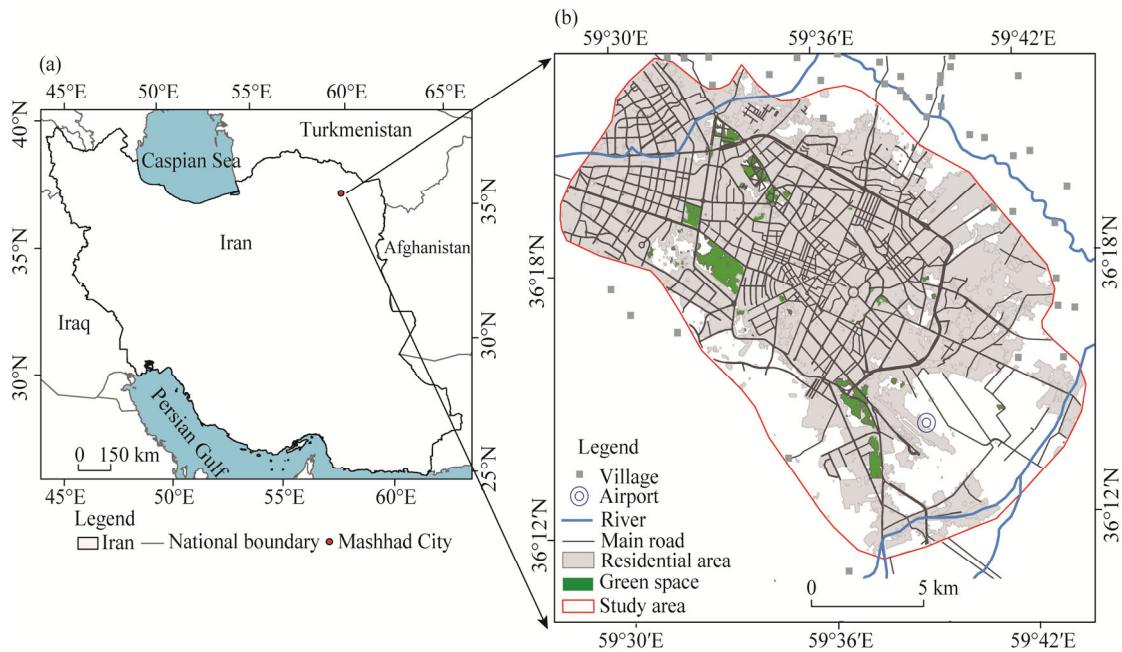 (a)
45°E 50°E 55°E 60°E 65°E
40°N
35°N
30°N
35°N
30°N
25°N
Turkmenistan
Caspian Sea
Iran
Afghanistan
Iraq
Persian Gulf
0 150 km
45°E 50°E 55°E 60°E
Legend
Iran National boundary Mashhad City
(b)
59°30′E 59°36′E 59°42′E
36°18′N
36°12′N
36°18′N
36°12′N
Legend
Village
Airport
River
Main road
Residential area
Green space
Study area
0 5 km
59°30′E 59°36′E 59°42′E